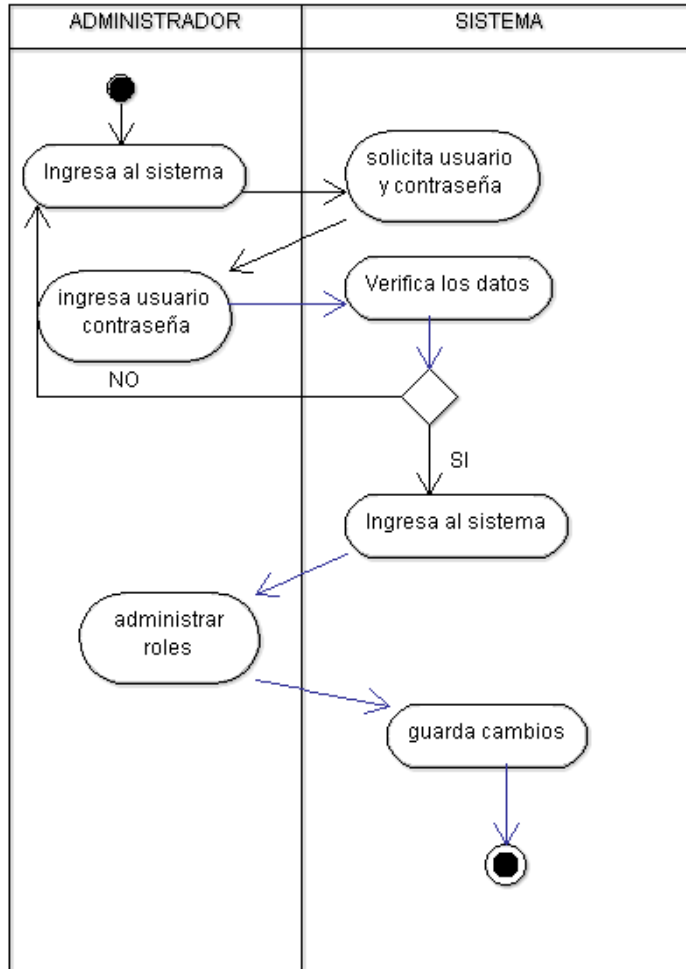 ADMINISTRADOR
SISTEMA
Ingresa al sistema
solicita usuario
y contraseña
ingresa usuario
contraseña
Verifica los datos
NO
SI
Ingresa al sistema
administrar
roles
guarda cambios